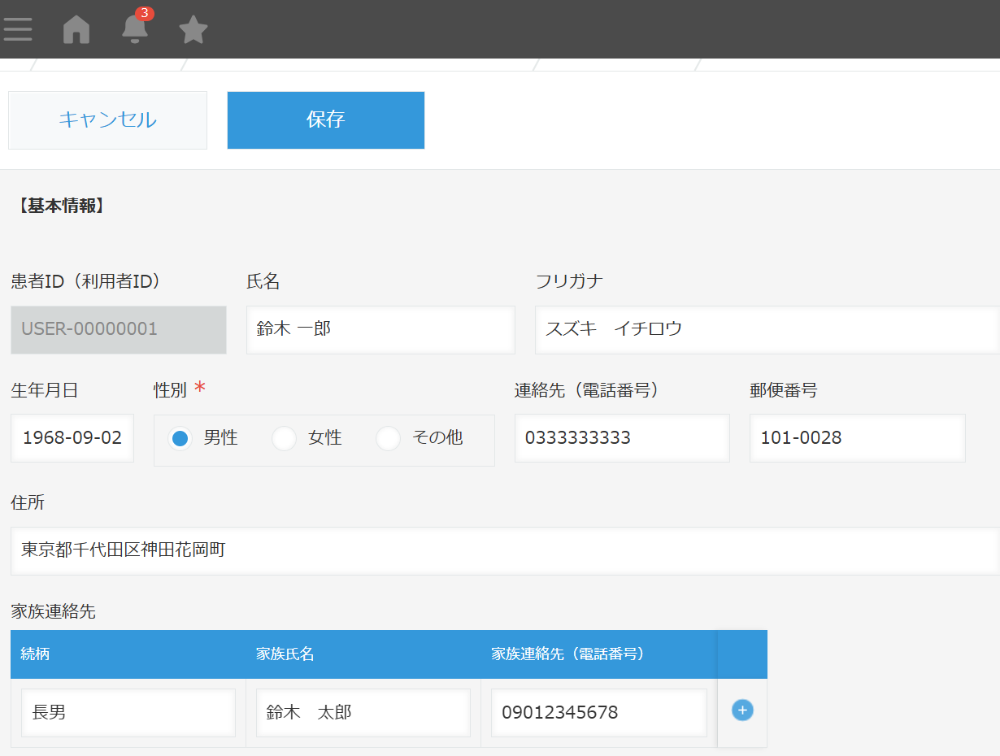 3
キャンセル 保存
【基本情報】
患者ID（利用者ID） 氏名 フリガナ
USER-00000001 鈴木 一郎 スズキ　イチロウ
生年月日 性別 * 連絡先（電話番号） 郵便番号
1968-09-02 男性 女性 その他 0333333333 101-0028
住所
東京都千代田区神田花岡町
家族連絡先
続柄 家族氏名 家族連絡先（電話番号）
長男 鈴木　太郎 09012345678